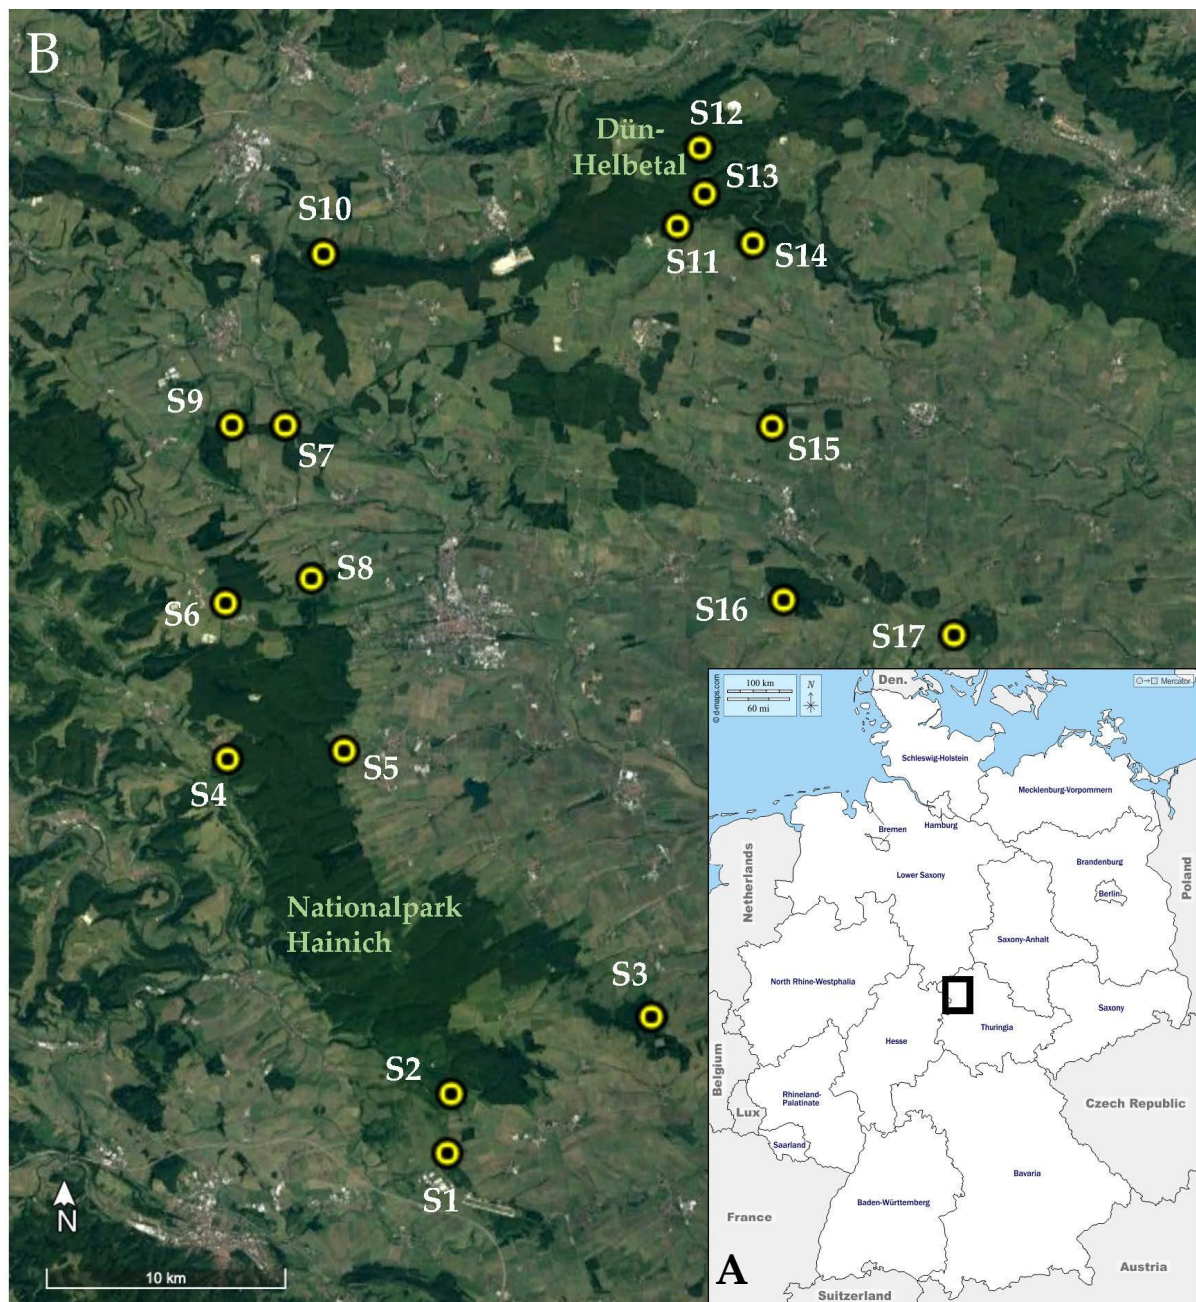 B
S12
Dün-
Helbetal
S13
S10
S11
S14
S9
S7
S15
S8
S6
S16
S17
S5
S4
Nationalpark
Hainich
S3
S2
S1
N
10 km
© d-maps.com
100 km
60 mi
N
Den.
Mercator
Schleswig-Holstein
Mecklenburg-Vorpommern
Hamburg
Bremen
Netherlands
Lower Saxony
Brandenburg
Berlin
Poland
Saxony-Anhalt
North Rhine-Westphalia
Saxony
Thuringia
Hesse
Belgium
Rhineland-
Palatinate
Lux
Czech Republic
Saarland
Bavaria
Baden-Württemberg
France
A
Austria
Suitzerland